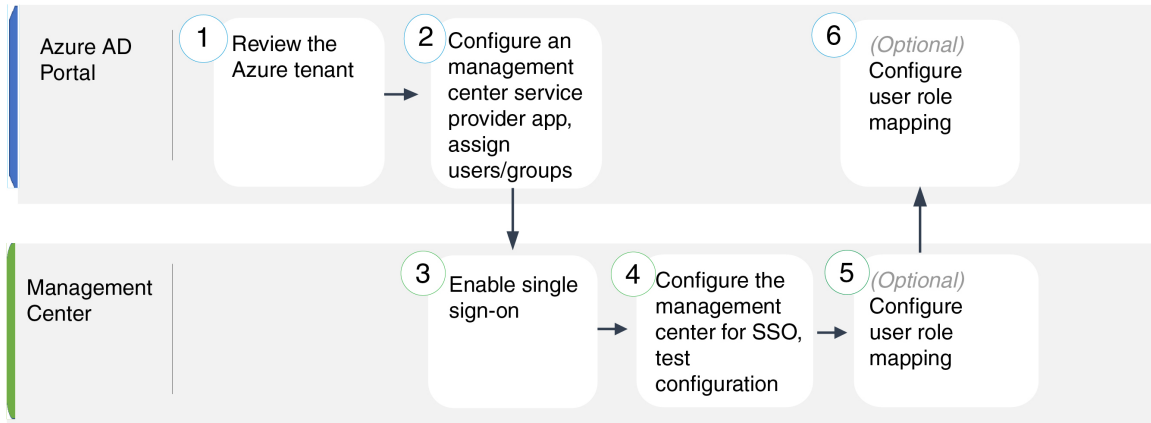 Azure AD
Portal
1
Review the
Azure tenant
2
Configure an
management
center service
provider app,
assign
users/groups
6
(Optional)
Configure
user role
mapping
Management
Center
3
Enable single
sign-on
4
Configure the
management
center for SSO,
test
configuration
5
(Optional)
Configure
user role
mapping